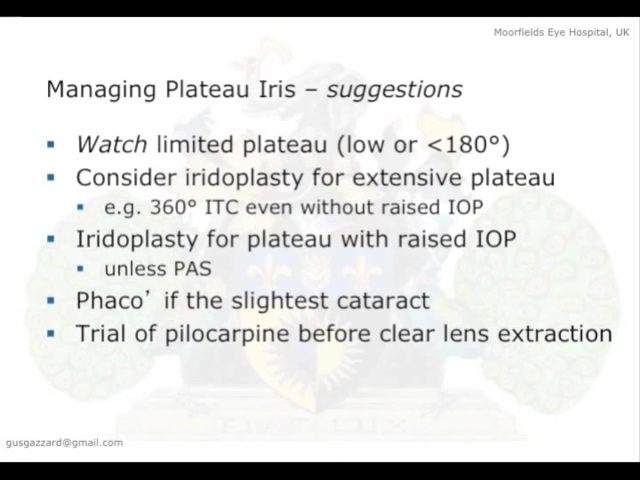 Moorfields Eye Hospital, UK
Managing Plateau Iris – suggestions
▪ Watch limited plateau (low or <180°)
▪ Consider iridoplasty for extensive plateau
▪ e.g. 360° ITC even without raised IOP
▪ Iridoplasty for plateau with raised IOP
▪ unless PAS
▪ Phaco’ if the slightest cataract
▪ Trial of pilocarpine before clear lens extraction
FIAT LUX
gusgazzard@gmail.com